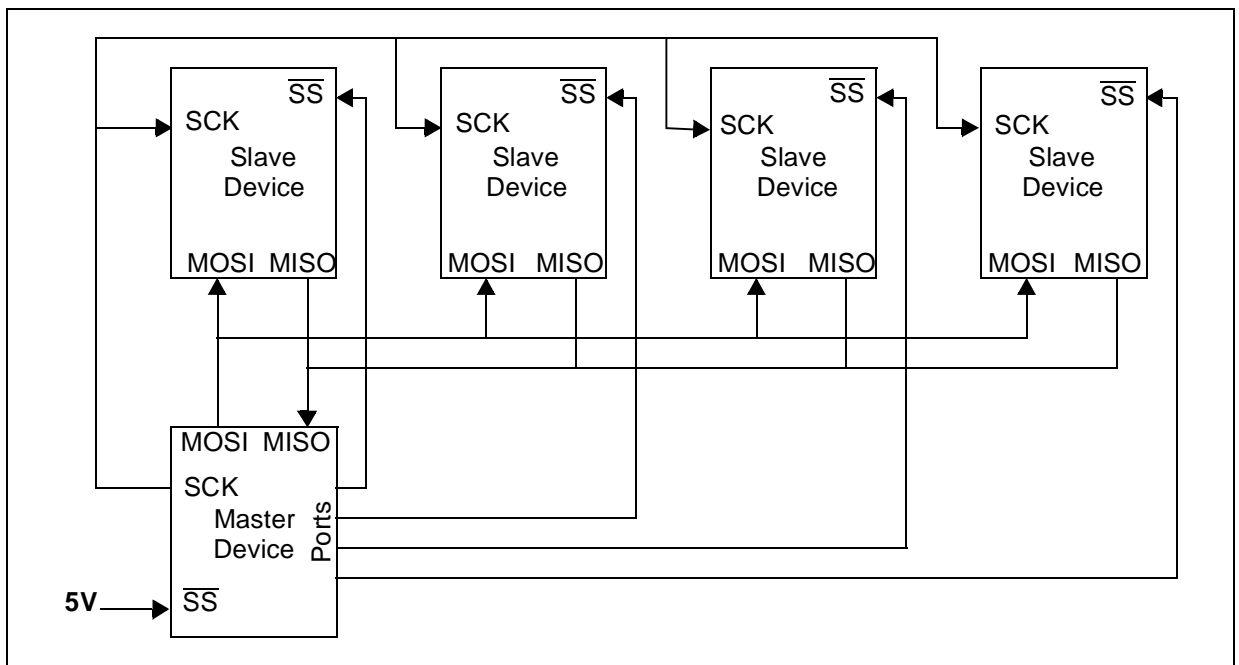 SS SS SS SS
SCK SCK SCK SCK
Slave Slave Slave Slave
Device Device Device Device
MOSI MISO MOSI MISO MOSI MISO MOSI MISO
MOSI MISO
SCK
Master
Device
Ports
5V SS